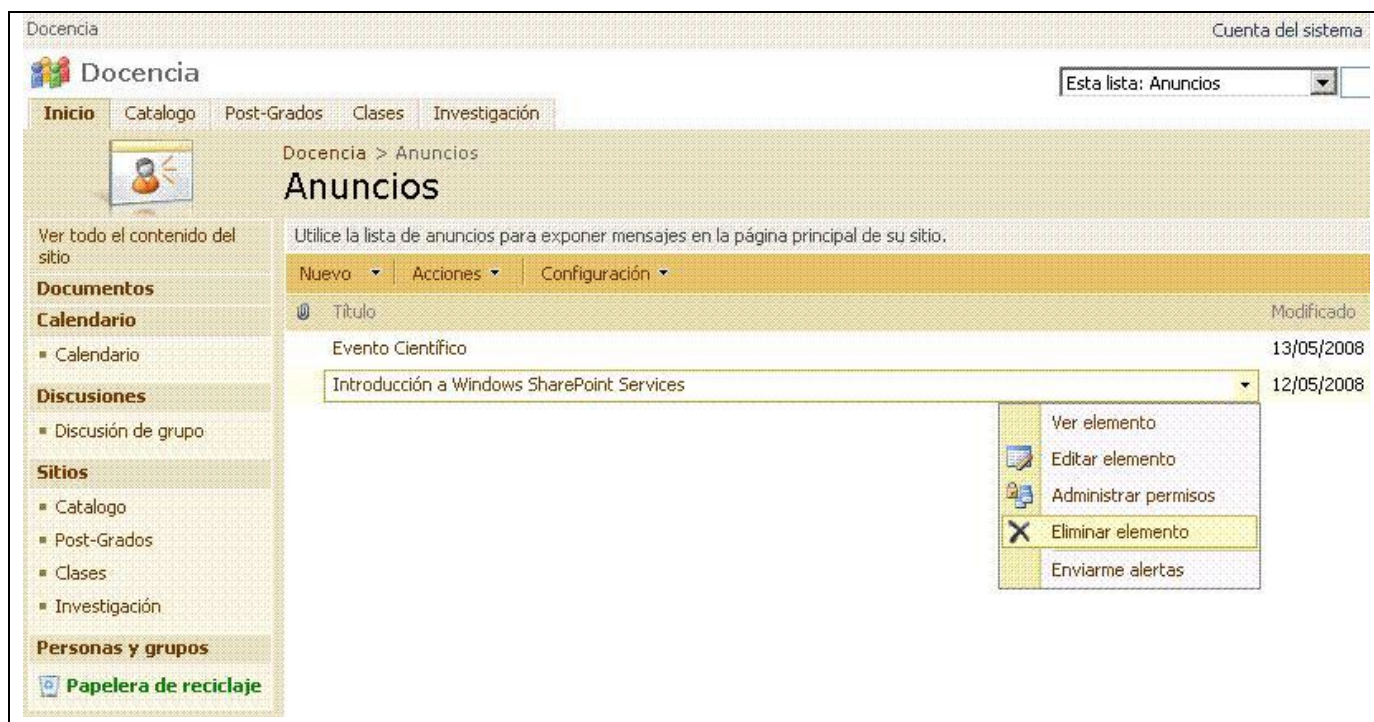 Docencia
Cuenta del sistema
Docencia
Esta lista: Anuncios
Inicio Catalogo Post-Grados Clases Investigación
Docencia > Anuncios
Anuncios
Ver todo el contenido del
sitio
Documentos
Calendario
Calendario
Discusiones
Discusión de grupo
Sitios
Catalogo
Post-Grados
Clases
Investigación
Personas y grupos
Papelera de reciclaje
Utilice la lista de anuncios para exponer mensajes en la página principal de su sitio.
Nuevo Acciones Configuración
Título Modificado
Evento Científico 13/05/2008
Introducción a Windows SharePoint Services 12/05/2008
Ver elemento
Editar elemento
Administrar permisos
Eliminar elemento
Enviarme alertas